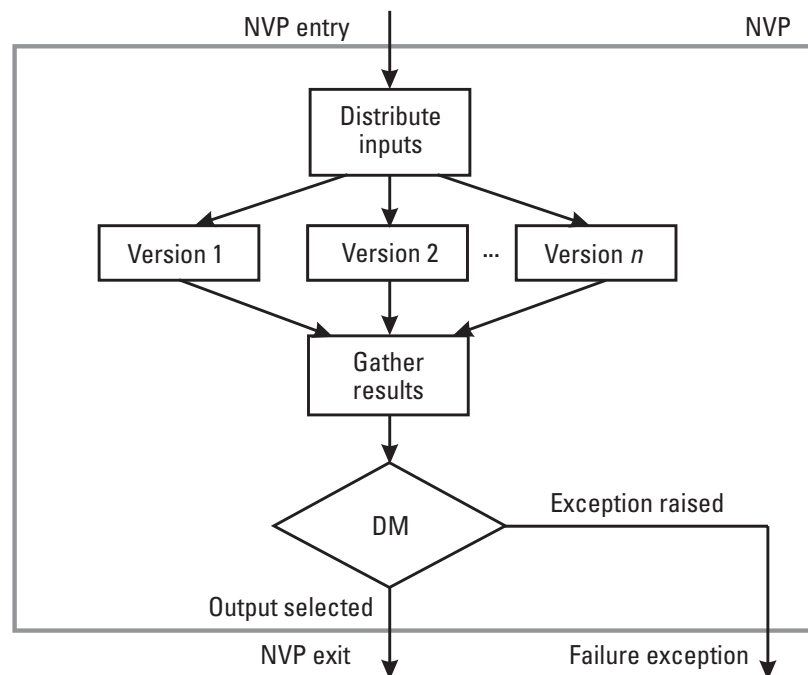 NVP entry
NVP
Distribute
inputs
Version 1
Version 2
...
Version n
Gather
results
DM
Exception raised
Output selected
NVP exit
Failure exception